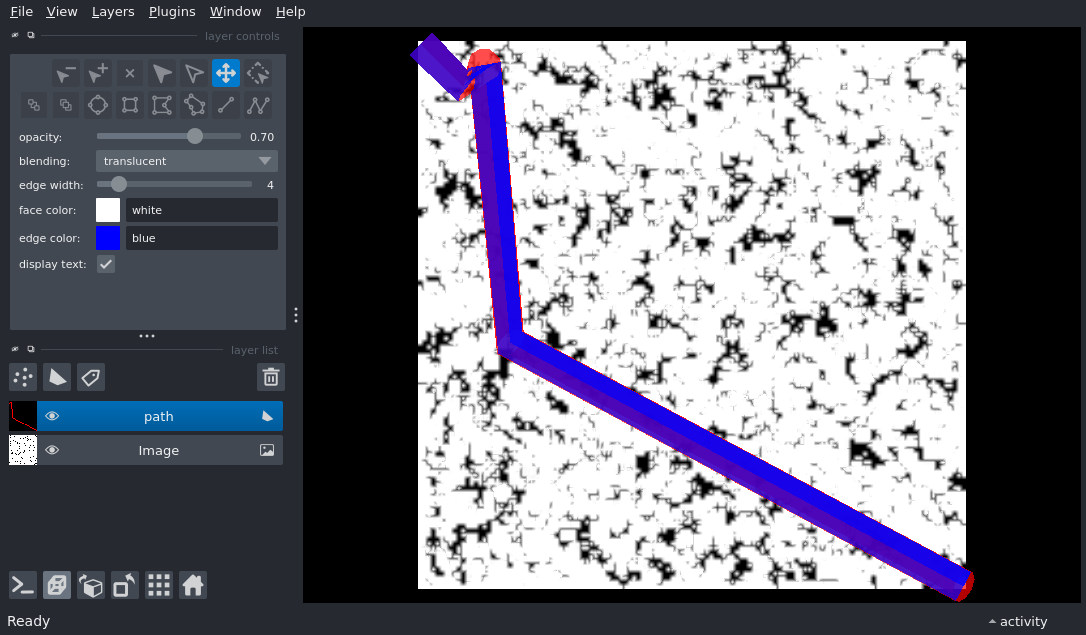 File View Layers Plugins Window Help
layer controls
opacity: 0.70
blending: translucent
edge width: 4
face color: white
edge color: blue
display text:
layer list
path
Image
Ready activity